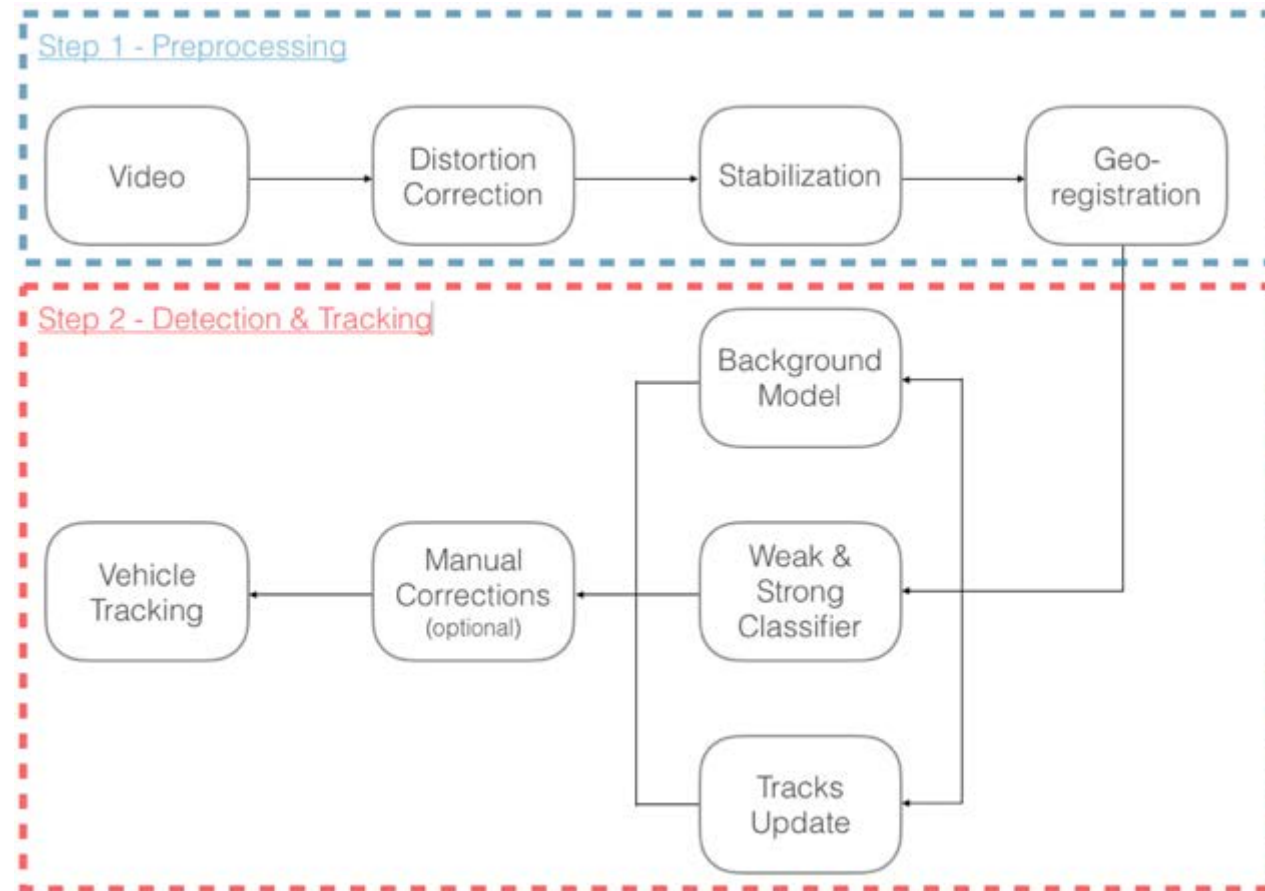 Step 1 - Preprocessing
Video
Distortion
Correction
Stabilization
Geo-
registration
Step 2 - Detection & Tracking
Background
Model
Vehicle
Tracking
Manual
Corrections
(optional)
Weak &
Strong
Classifier
Tracks
Update